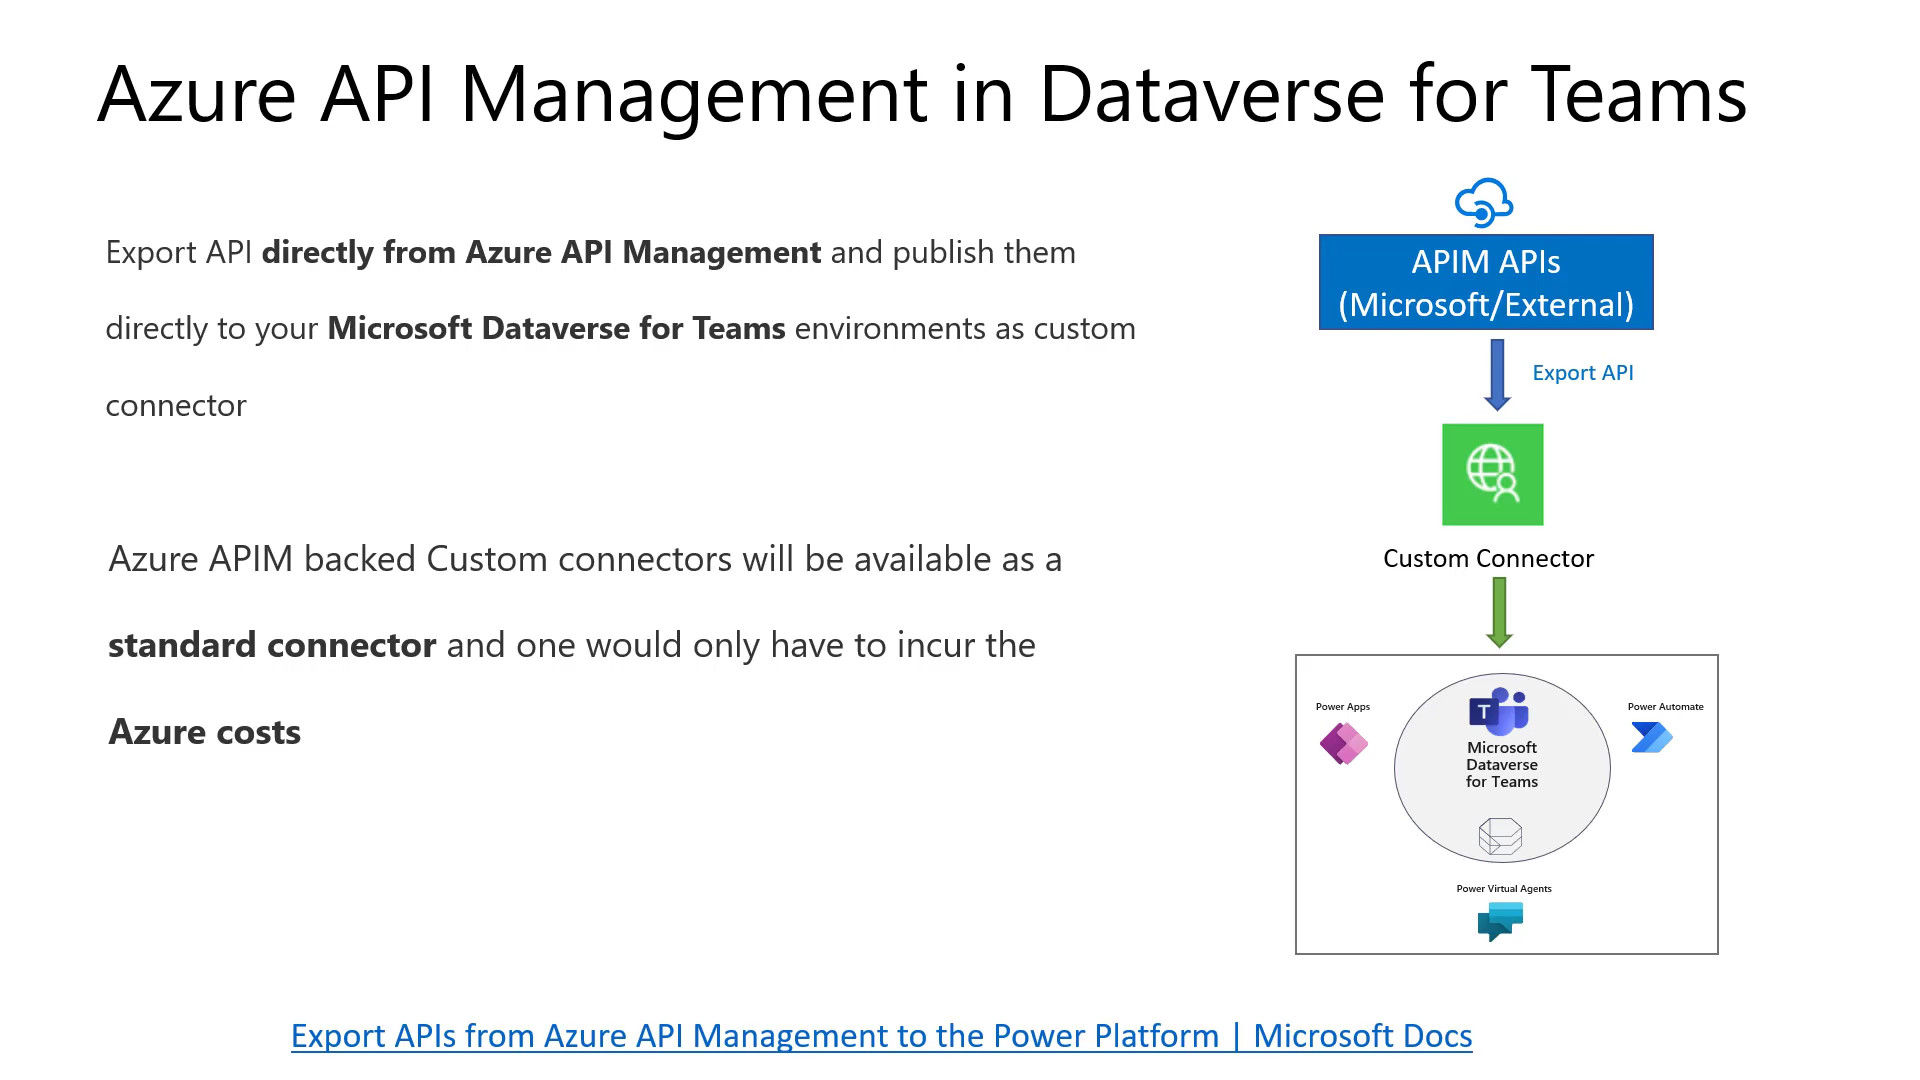 Azure API Management in Dataverse for Teams
Export API directly from Azure API Management and publish them
directly to your Microsoft Dataverse for Teams environments as custom
connector
Azure APIM backed Custom connectors will be available as a
standard connector and one would only have to incur the
Azure costs
APIM APIs
(Microsoft/External)
Export API
Custom Connector
Power Apps
T
Microsoft
Dataverse
for Teams
Power Automate
Power Virtual Agents
Export APIs from Azure API Management to the Power Platform | Microsoft Docs